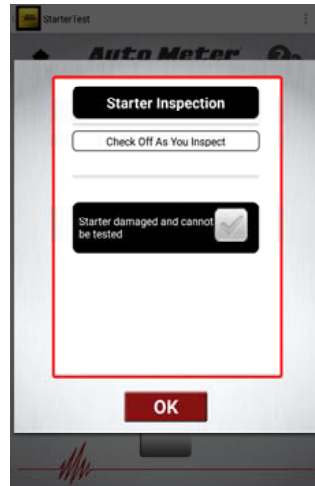 StarterTest
Auto Meter
Starter Inspection
Check Off As You Inspect
Starter damaged and cannot
be tested
OK